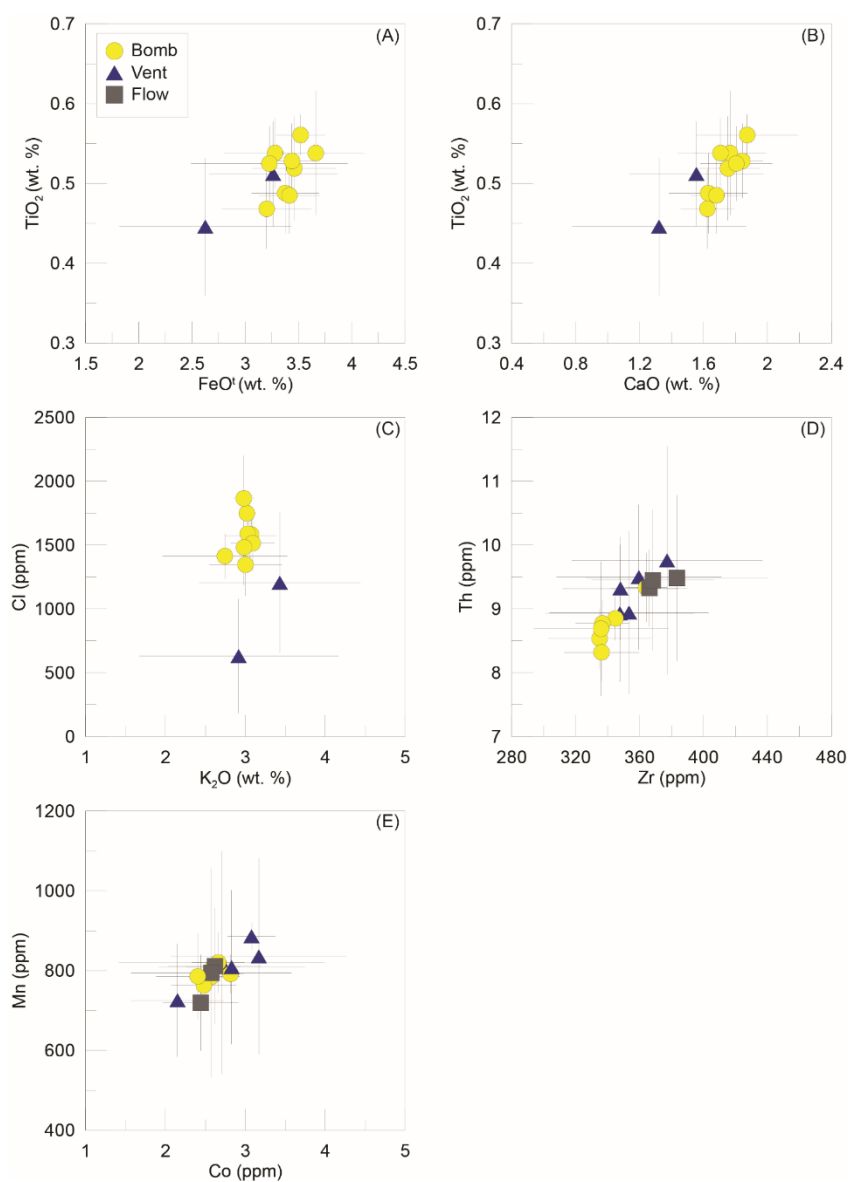 (A)
Bomb
Vent
Flow
0.7
0.6
0.5
0.4
0.3
TiO₂ (wt. %)
1.5 2 2.5 3 3.5 4 4.5
FeOᵗ (wt. %)
(B)
0.7
0.6
0.5
0.4
0.3
TiO₂ (wt. %)
0.4 0.8 1.2 1.6 2 2.4
CaO (wt. %)
(C)
2500
2000
1500
1000
500
0
Cl (ppm)
1 2 3 4 5
K₂O (wt. %)
(D)
12
11
10
9
8
7
Th (ppm)
280 320 360 400 440 480
Zr (ppm)
(E)
1200
1000
800
600
400
Mn (ppm)
1 2 3 4 5
Co (ppm)